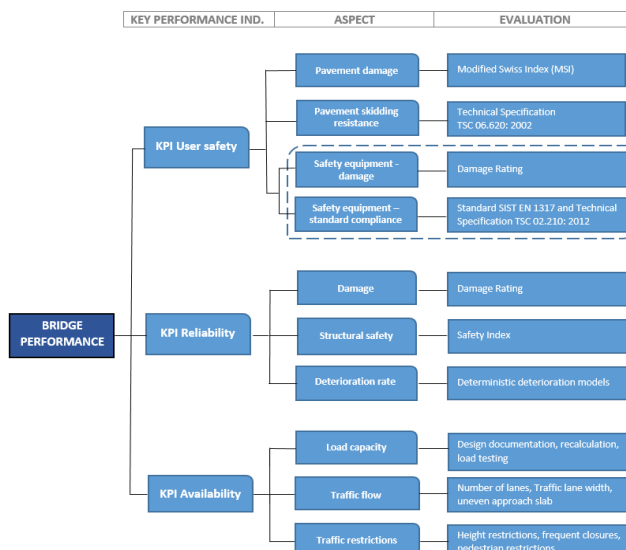 KEY PERFORMANCE IND.
ASPECT
EVALUATION
Pavement damage
Modified Swiss Index (MSI)
Pavement skidding
resistance
Technical Specification
TSC 06.620: 2002
KPI User safety
Safety equipment -
damage
Damage Rating
Safety equipment –
standard compliance
Standard SIST EN 1317 and Technical
Specification TSC 02.210: 2012
Damage
Damage Rating
BRIDGE
PERFORMANCE
KPI Reliability
Structural safety
Safety Index
Deterioration rate
Deterministic deterioration models
Load capacity
Design documentation, recalculation,
load testing
KPI Availability
Traffic flow
Number of lanes, Traffic lane width,
uneven approach slab
Traffic restrictions
Height restrictions, frequent closures,
pedestrian restrictions